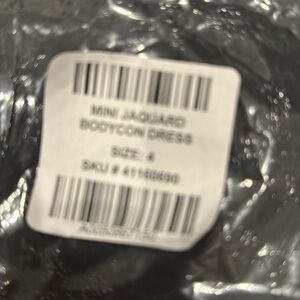 MINI JAQUARD
BODYCON DRESS
SIZE: 4
SKU # 41160690